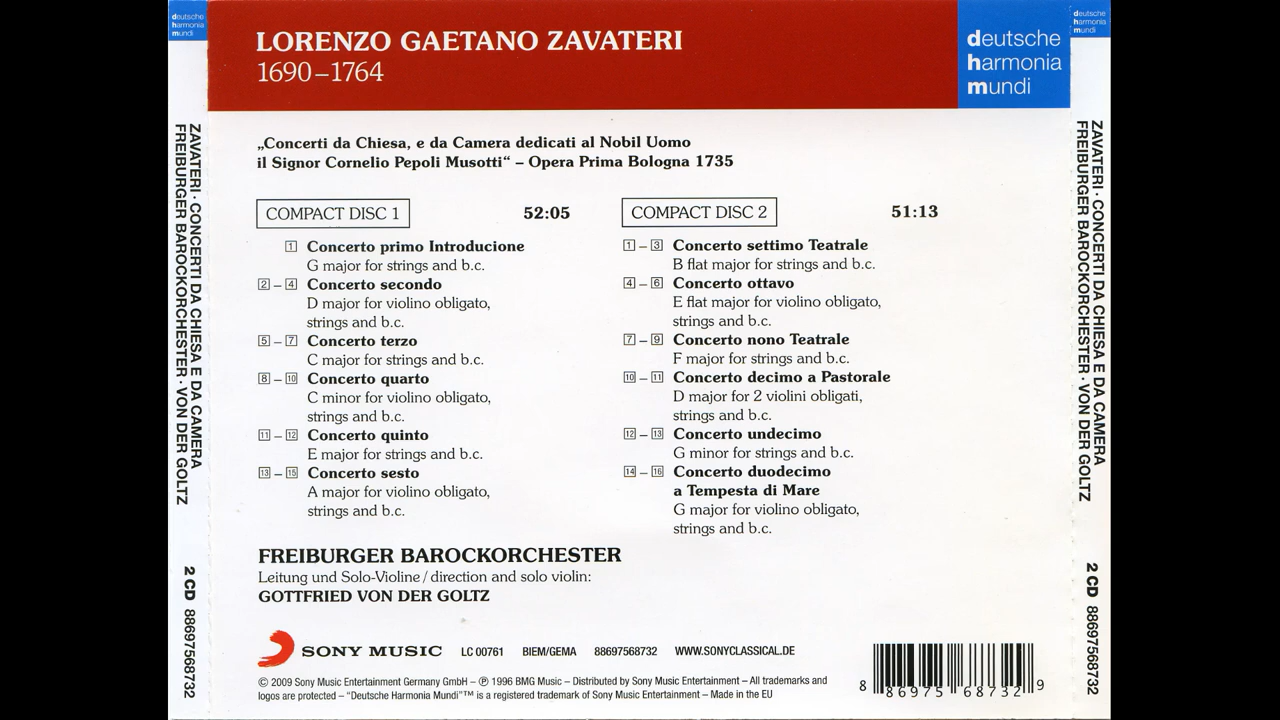 deutsche
harmonia
mundi
ZAVATERI · CONCERTI DA CHIESA E DA CAMERA
FREIBURGER BAROCKORCHESTER · VON DER GOLTZ
2 CD 88697568732
LORENZO GAETANO ZAVATERI
1690–1764
deutsche
harmonia
mundi
„Concerti da Chiesa, e da Camera dedicati al Nobil Uomo
il Signor Cornelio Pepoli Musotti“ – Opera Prima Bologna 1735
COMPACT DISC 1 52:05
1 Concerto primo Introducione
G major for strings and b.c.
2 – 4 Concerto secondo
D major for violino obligato,
strings and b.c.
5 – 7 Concerto terzo
C major for strings and b.c.
8 – 10 Concerto quarto
C minor for violino obligato,
strings and b.c.
11 – 12 Concerto quinto
E major for strings and b.c.
13 – 15 Concerto sesto
A major for violino obligato,
strings and b.c.
COMPACT DISC 2 51:13
1 – 3 Concerto settimo Teatrale
B flat major for strings and b.c.
4 – 6 Concerto ottavo
E flat major for violino obligato,
strings and b.c.
7 – 9 Concerto nono Teatrale
F major for strings and b.c.
10 – 11 Concerto decimo a Pastorale
D major for 2 violini obligati,
strings and b.c.
12 – 13 Concerto undecimo
G minor for strings and b.c.
14 – 16 Concerto duodecimo
a Tempesta di Mare
G major for violino obligato,
strings and b.c.
FREIBURGER BAROCKORCHESTER
Leitung und Solo-Violine / direction and solo violin:
GOTTFRIED VON DER GOLTZ
SONY MUSIC LC 00761 BIEM/GEMA 88697568732 WWW.SONYCLASSICAL.DE
© 2009 Sony Music Entertainment Germany GmbH – ℗ 1996 BMG Music – Distributed by Sony Music Entertainment – All trademarks and
logos are protected – “Deutsche Harmonia Mundi”™ is a registered trademark of Sony Music Entertainment – Made in the EU
8 86975 68732 9
deutsche
harmonia
mundi
ZAVATERI · CONCERTI DA CHIESA E DA CAMERA
FREIBURGER BAROCKORCHESTER · VON DER GOLTZ
2 CD 88697568732